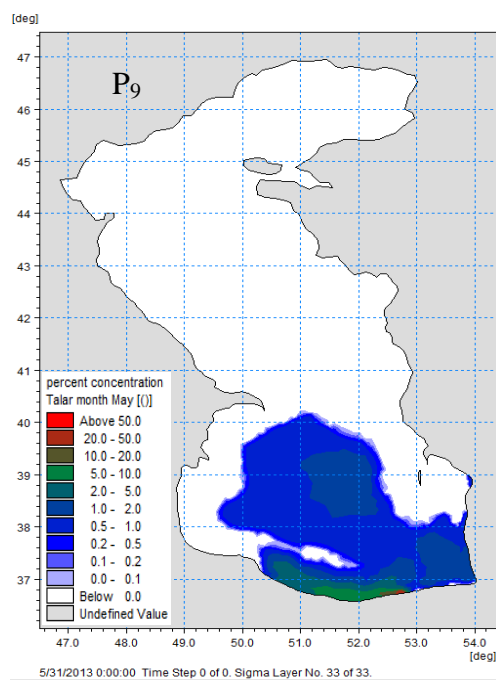 [deg]
P₉
47
46
45
44
43
42
41
40
39
38
37
percent concentration
Talar month May [()]
Above 50.0
20.0 - 50.0
10.0 - 20.0
5.0 - 10.0
2.0 - 5.0
1.0 - 2.0
0.5 - 1.0
0.2 - 0.5
0.1 - 0.2
0.0 - 0.1
Below 0.0
Undefined Value
47.0 48.0 49.0 50.0 51.0 52.0 53.0 54.0
[deg]
5/31/2013 0:00:00 Time Step 0 of 0. Sigma Layer No. 33 of 33.